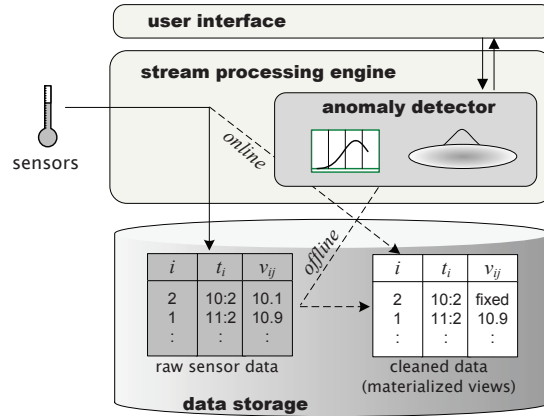 user interface
stream processing engine
anomaly detector
sensors
online
offline
i t_i v_ij
2 10:2 10.1
1 11:2 10.9
: : :
raw sensor data
i t_i v_ij
2 10:2 fixed
1 11:2 10.9
: : :
cleaned data
(materialized views)
data storage